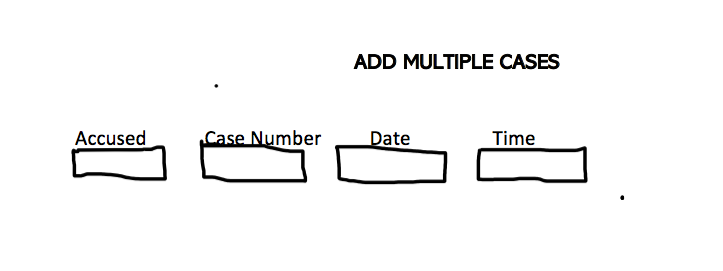 ADD MULTIPLE CASES
Accused Case Number Date Time